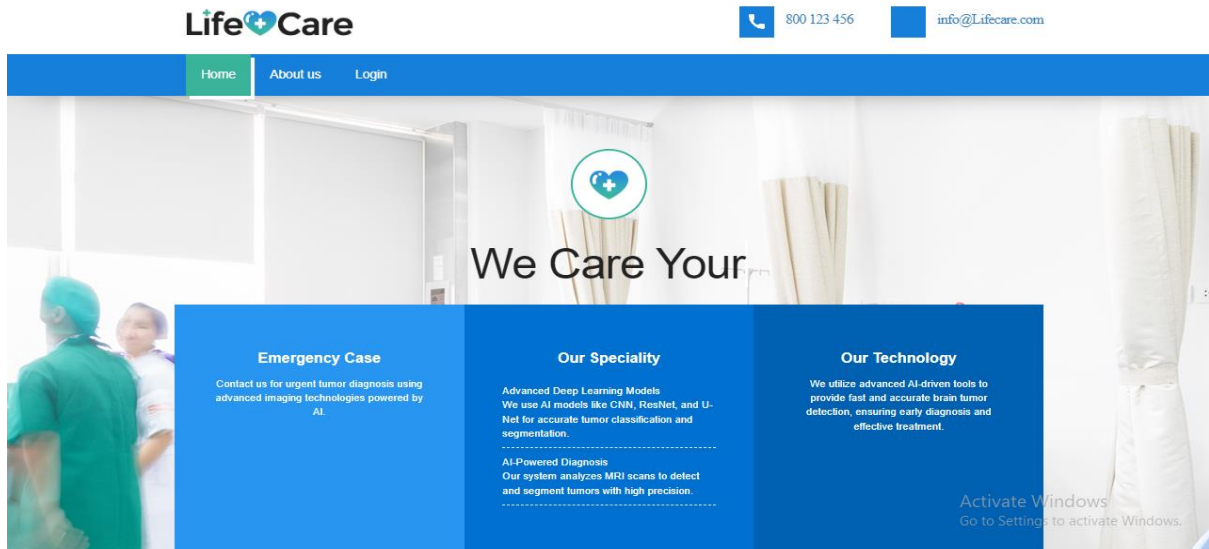 Life Care
800 123 456
info@Lifecare.com
Home
About us
Login
We Care Your
Emergency Case
Contact us for urgent tumor diagnosis using
advanced imaging technologies powered by
AI.
Our Speciality
Advanced Deep Learning Models
We use AI models like CNN, ResNet, and U-
Net for accurate tumor classification and
segmentation.
AI-Powered Diagnosis
Our system analyzes MRI scans to detect
and segment tumors with high precision.
Our Technology
We utilize advanced AI-driven tools to
provide fast and accurate brain tumor
detection, ensuring early diagnosis and
effective treatment.
Activate Windows
Go to Settings to activate Windows.